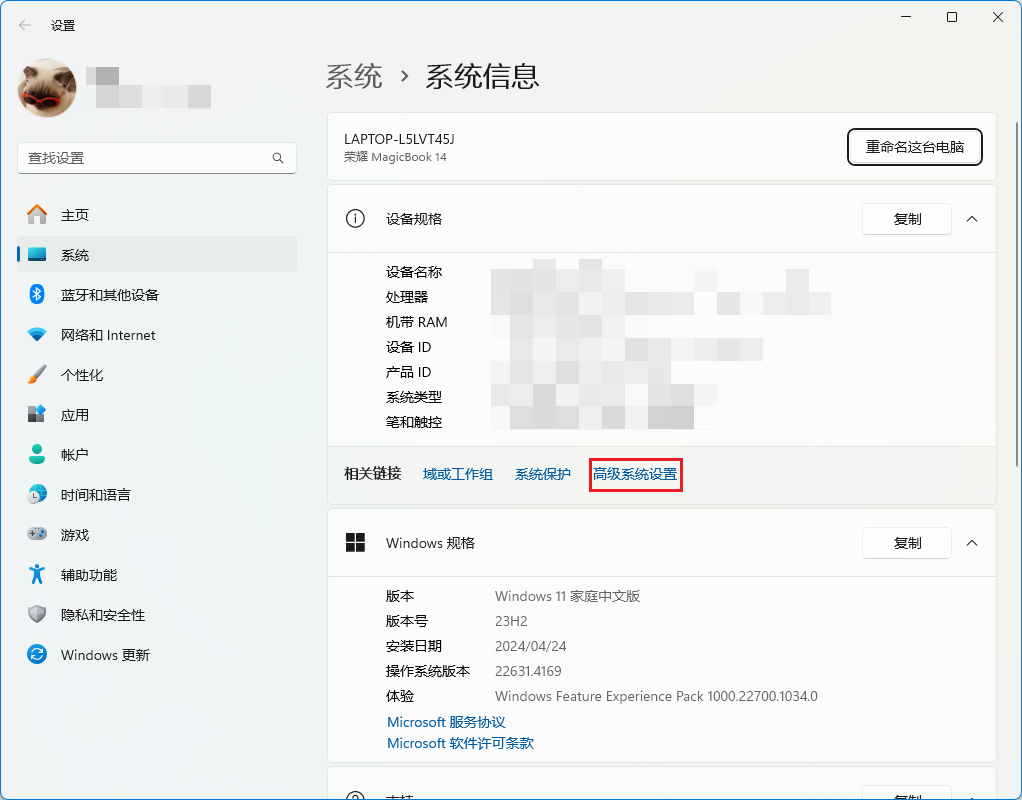 设置
系统 › 系统信息
查找设置
主页
系统
蓝牙和其他设备
网络和 Internet
个性化
应用
帐户
时间和语言
游戏
辅助功能
隐私和安全性
Windows 更新
LAPTOP-L5LVT45J
荣耀 MagicBook 14
重命名这台电脑
设备规格
复制
设备名称
处理器
机带 RAM
设备 ID
产品 ID
系统类型
笔和触控
相关链接 域或工作组 系统保护 高级系统设置
Windows 规格
复制
版本 Windows 11 家庭中文版
版本号 23H2
安装日期 2024/04/24
操作系统版本 22631.4169
体验 Windows Feature Experience Pack 1000.22700.1034.0
Microsoft 服务协议
Microsoft 软件许可条款
支持
复制